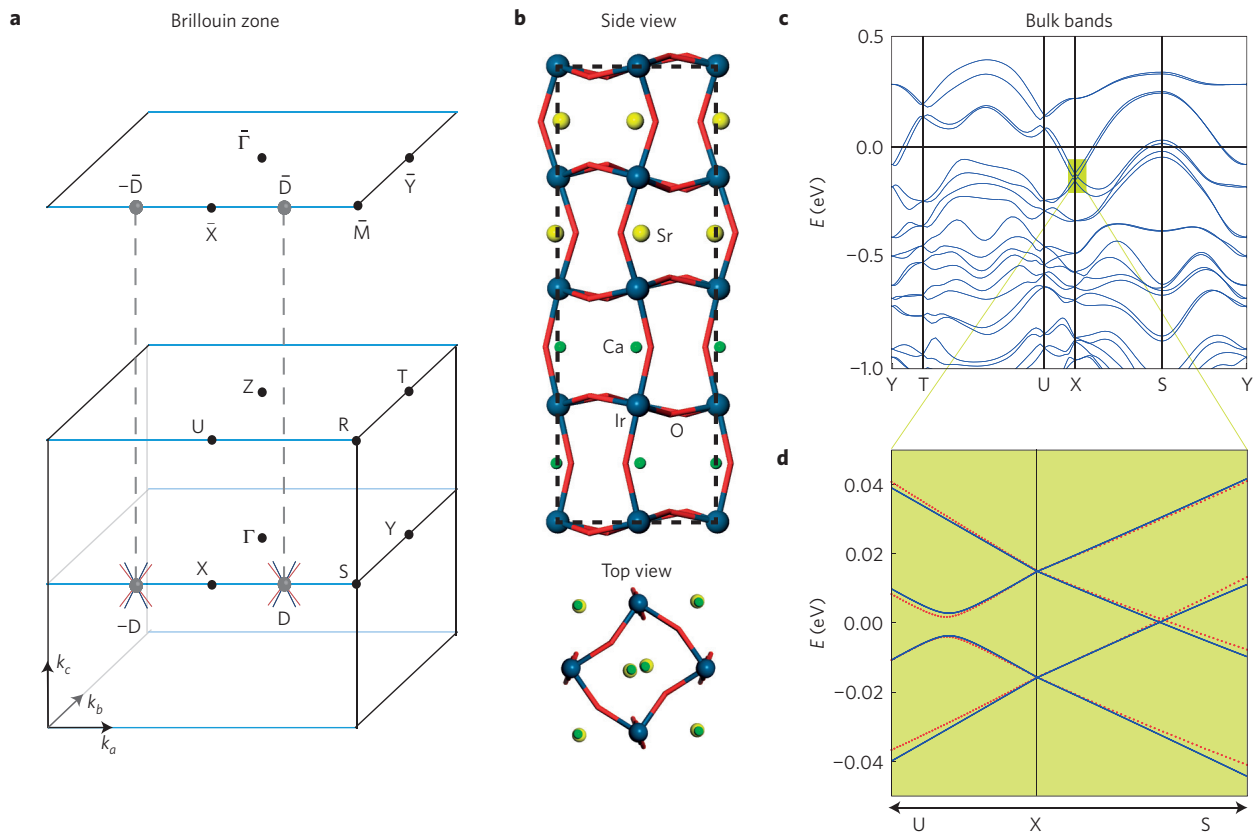 a
Brillouin zone
Γ̄
−D̄
D̄
Ȳ
X̄
M̄
Z
T
U
R
Γ
Y
X
S
−D
D
k_c
k_b
k_a
b
Side view
Sr
Ca
Ir
O
Top view
c
Bulk bands
0.5
0.0
−0.5
−1.0
E (eV)
Y T U X S Y
d
0.04
0.02
0.00
−0.02
−0.04
E (eV)
U X S